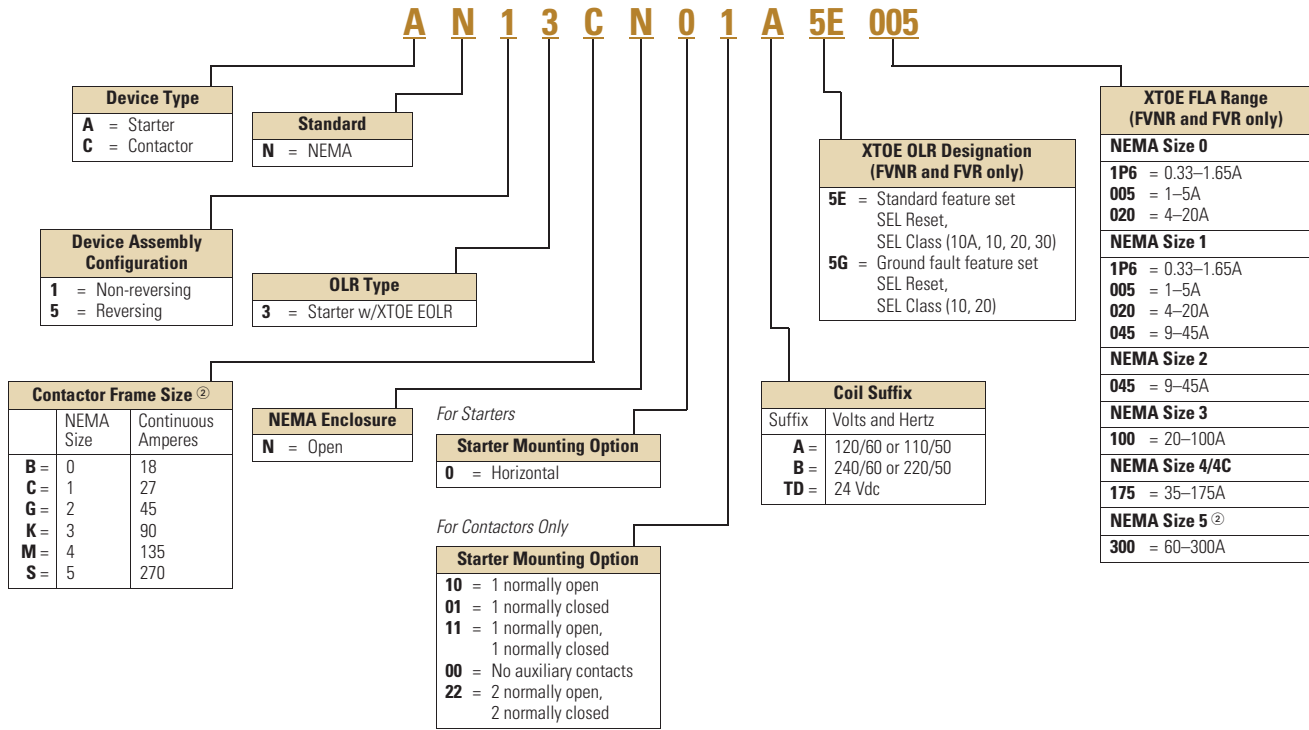 A N 1 3 C N 0 1 A 5E 005
Device Type
A = Starter
C = Contactor
Standard
N = NEMA
Device Assembly
Configuration
1 = Non-reversing
5 = Reversing
OLR Type
3 = Starter w/XTOE EOLR
Contactor Frame Size ②
NEMA Size Continuous Amperes
B = 0 18
C = 1 27
G = 2 45
K = 3 90
M = 4 135
S = 5 270
NEMA Enclosure
N = Open
For Starters
Starter Mounting Option
0 = Horizontal
For Contactors Only
Starter Mounting Option
10 = 1 normally open
01 = 1 normally closed
11 = 1 normally open,
1 normally closed
00 = No auxiliary contacts
22 = 2 normally open,
2 normally closed
Coil Suffix
Suffix Volts and Hertz
A = 120/60 or 110/50
B = 240/60 or 220/50
TD = 24 Vdc
XTOE OLR Designation
(FVNR and FVR only)
5E = Standard feature set
SEL Reset,
SEL Class (10A, 10, 20, 30)
5G = Ground fault feature set
SEL Reset,
SEL Class (10, 20)
XTOE FLA Range
(FVNR and FVR only)
NEMA Size 0
1P6 = 0.33–1.65A
005 = 1–5A
020 = 4–20A
NEMA Size 1
1P6 = 0.33–1.65A
005 = 1–5A
020 = 4–20A
045 = 9–45A
NEMA Size 2
045 = 9–45A
NEMA Size 3
100 = 20–100A
NEMA Size 4/4C
175 = 35–175A
NEMA Size 5 ②
300 = 60–300A